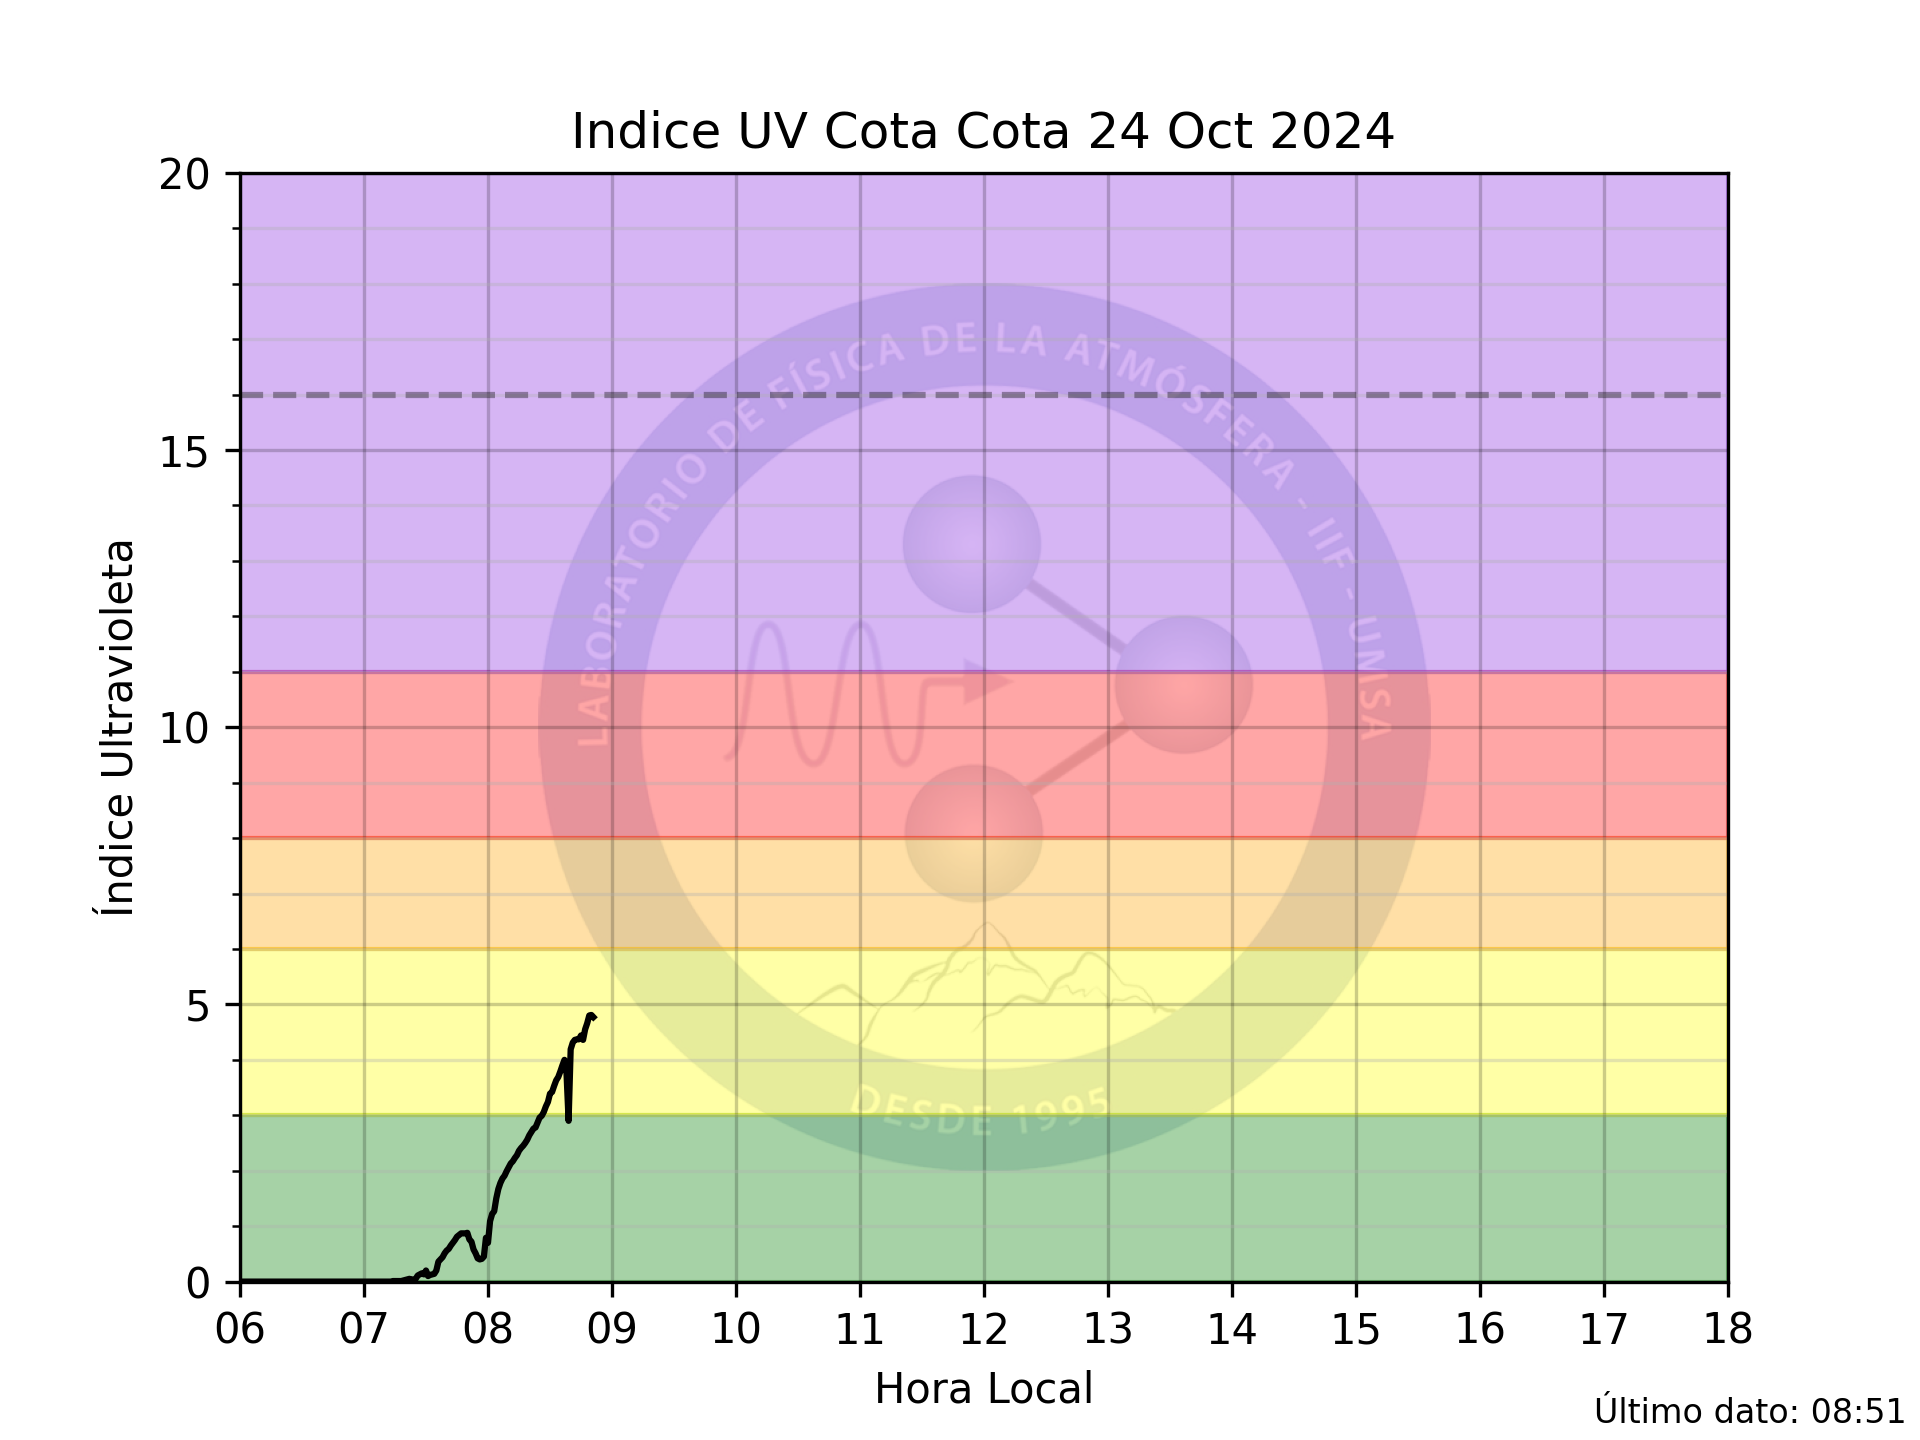 Indice UV Cota Cota 24 Oct 2024
20
15
10
5
0
Índice Ultravioleta
LABORATORIO DE FÍSICA DE LA ATMÓSFERA - IIF - UMSA
DESDE 1995
06 07 08 09 10 11 12 13 14 15 16 17 18
Hora Local
Último dato: 08:51